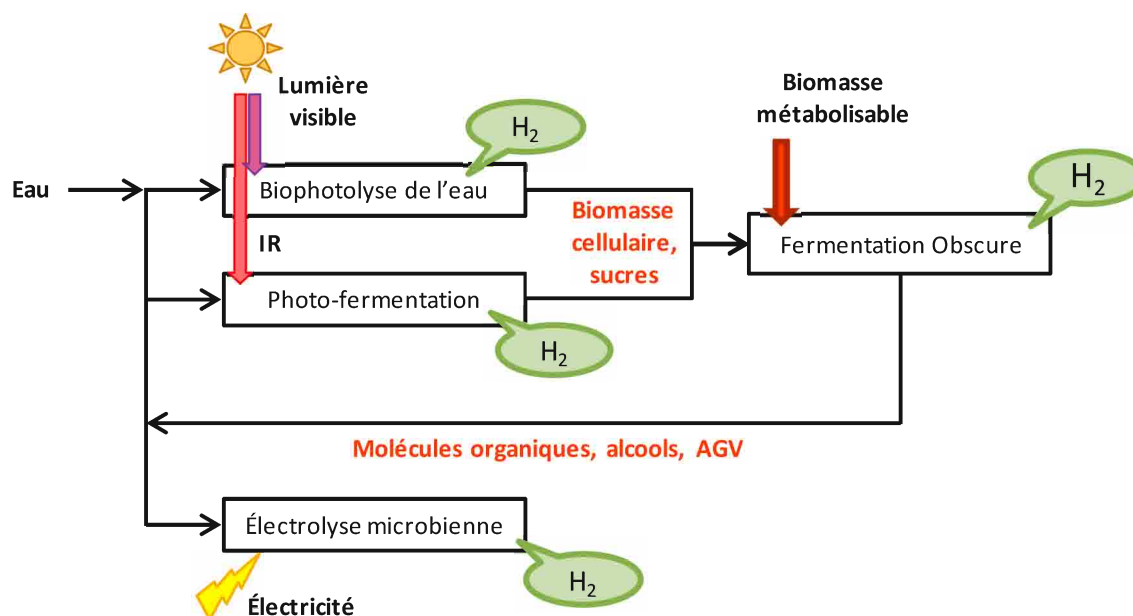 Lumière
visible
Biomasse
métabolisable
H₂
Eau
Biophotolyse de l'eau
H₂
Biomasse
cellulaire,
sucres
IR
Fermentation Obscure
Photo-fermentation
H₂
Molécules organiques, alcools, AGV
Électrolyse microbienne
H₂
Électricité